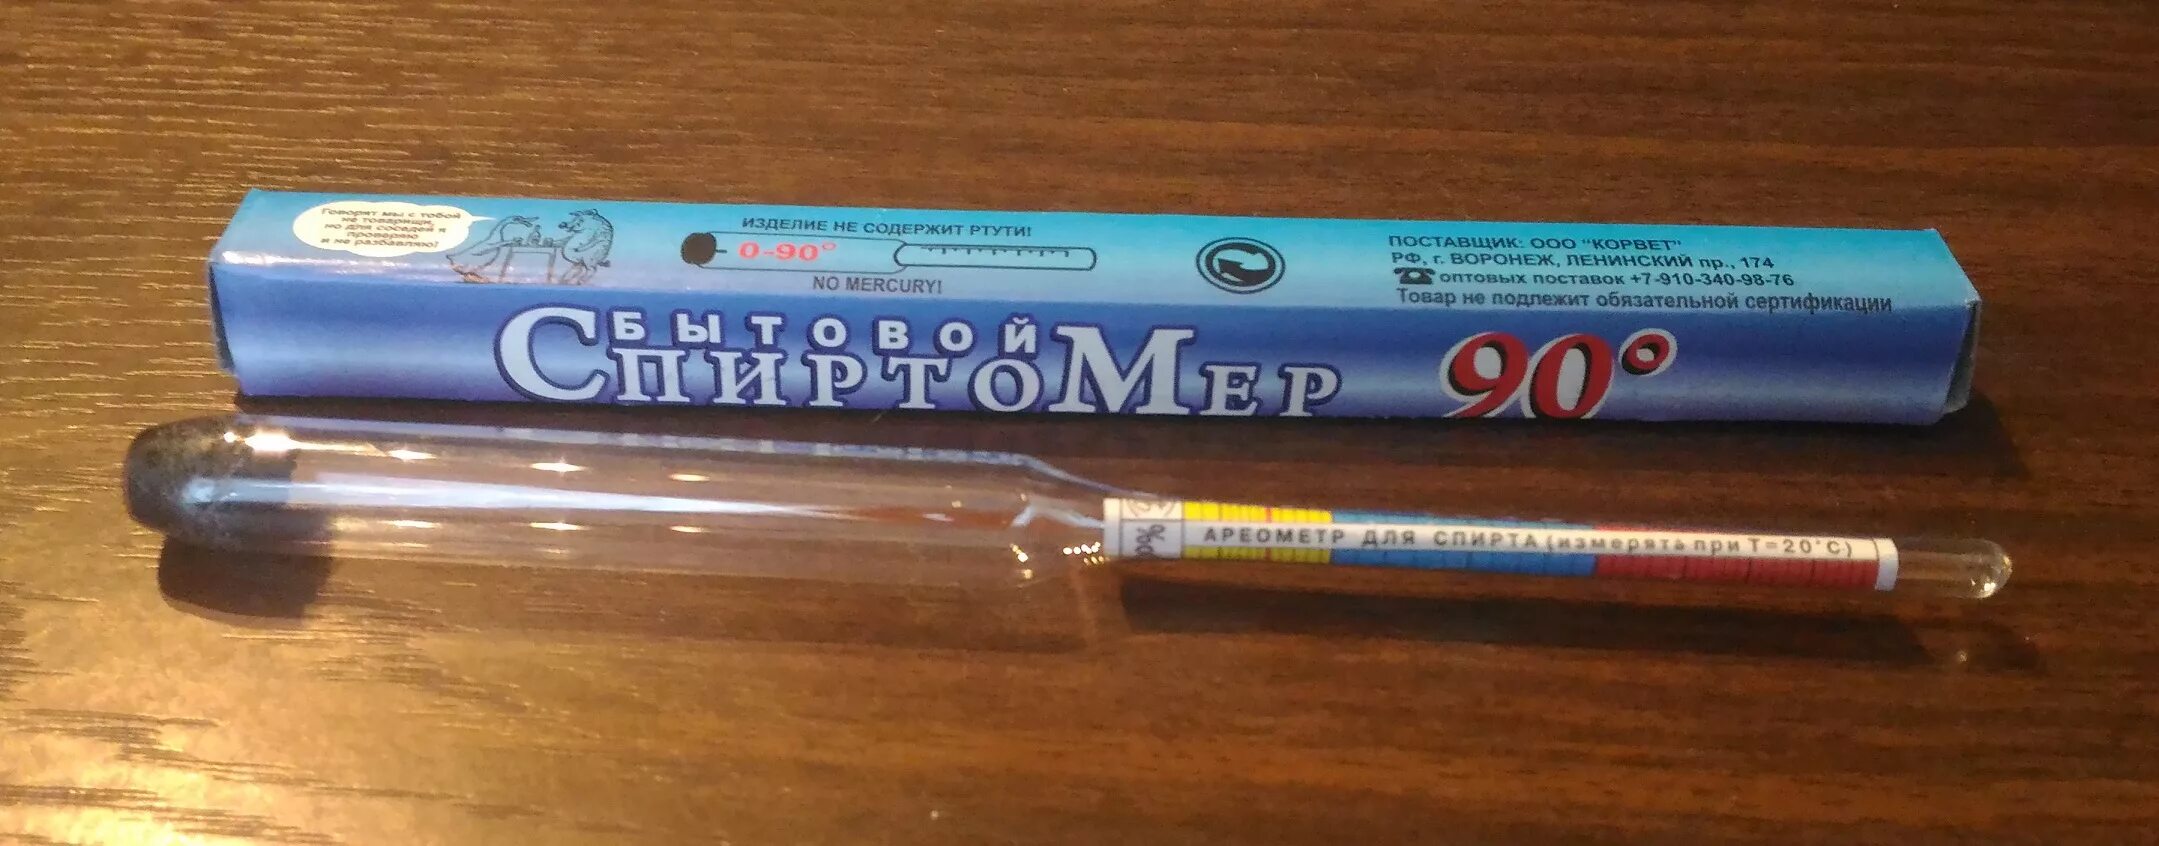 Говорят мы с тобой
не товарищи,
но для соседей я
проверяю
и не разбавляю!
ИЗДЕЛИЕ НЕ СОДЕРЖИТ РТУТИ!
0-90°
NO MERCURY!
ПОСТАВЩИК: ООО "КОРВЕТ"
РФ, г. ВОРОНЕЖ, ЛЕНИНСКИЙ пр., 174
☎ оптовых поставок +7-910-340-98-76
Товар не подлежит обязательной сертификации
БЫТОВОЙ
СПИРТОМЕР 90°
АРЕОМЕТР ДЛЯ СПИРТА (измерять при T=20°C)